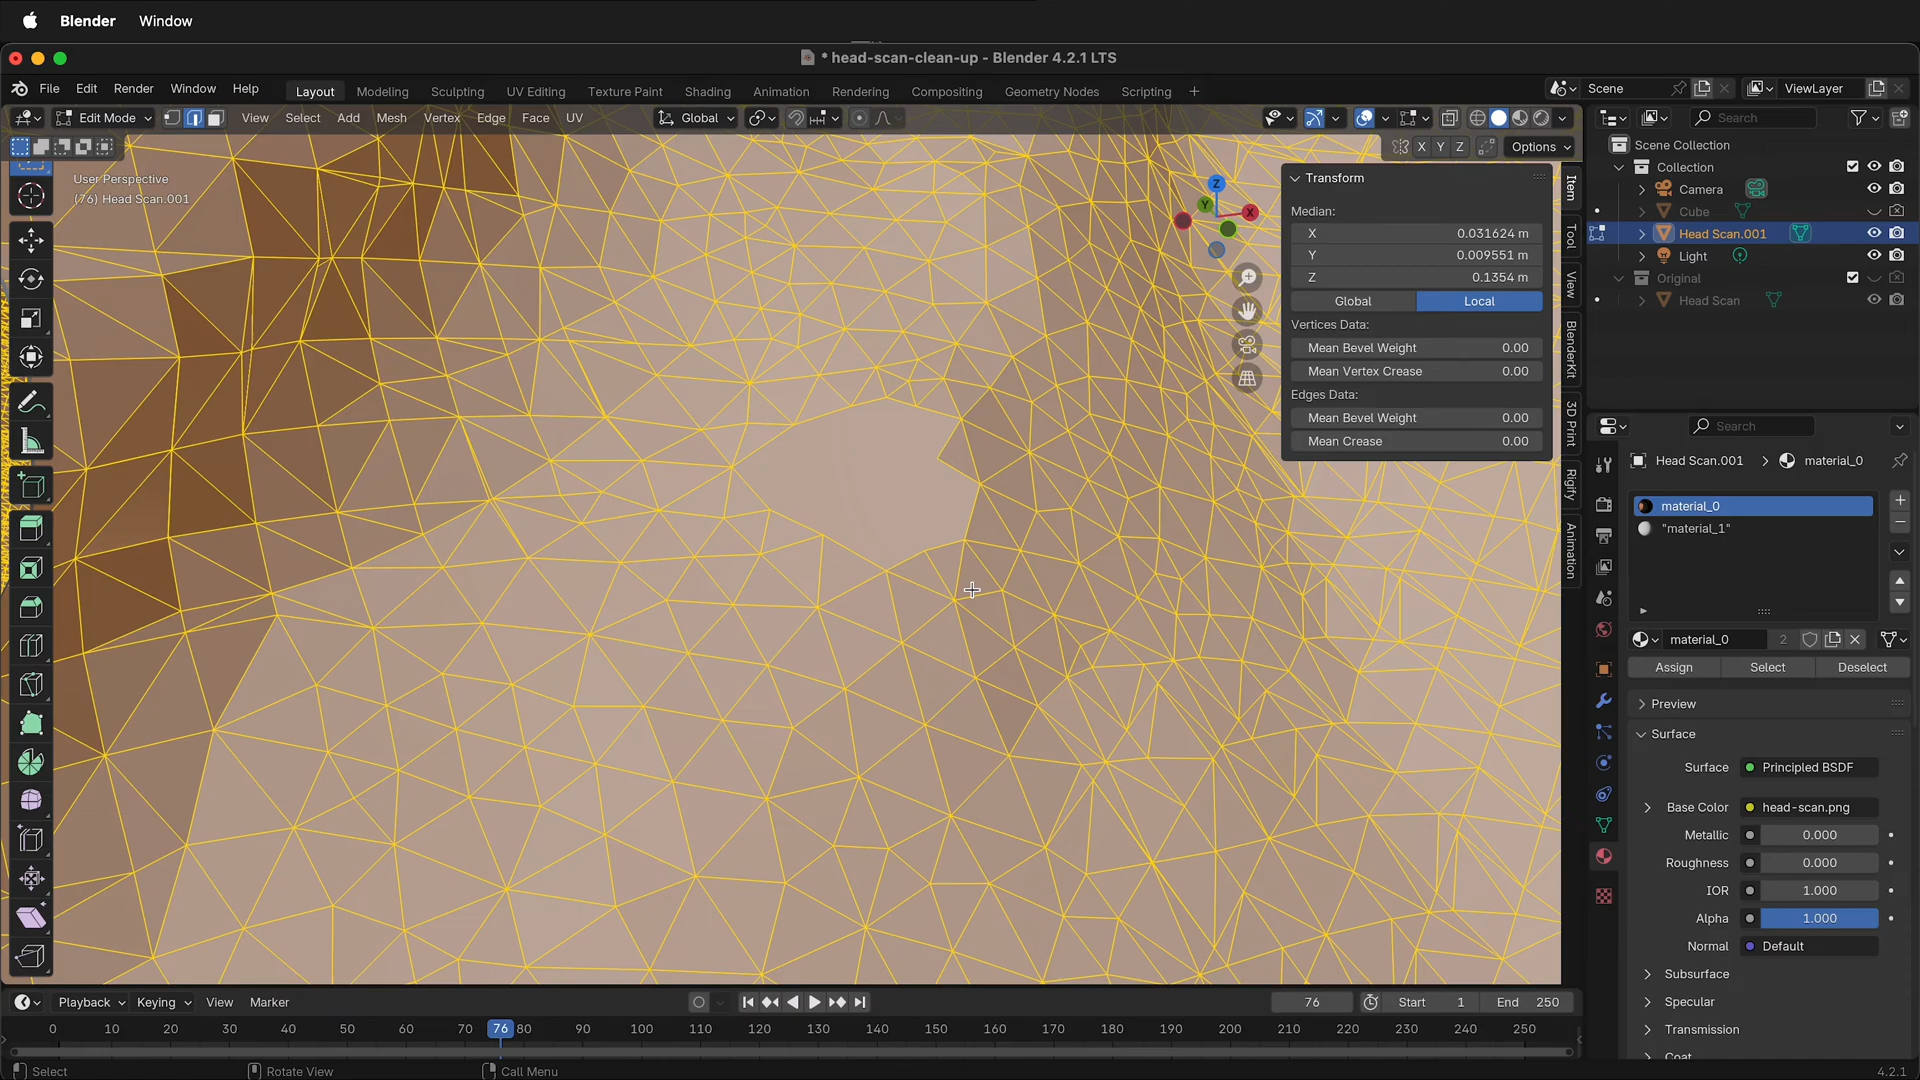 Blender Window
* head-scan-clean-up - Blender 4.2.1 LTS
File Edit Render Window Help Layout Modeling Sculpting UV Editing Texture Paint Shading Animation Rendering Compositing Geometry Nodes Scripting + Scene ViewLayer
Edit Mode View Select Add Mesh Vertex Edge Face UV Global Search
X Y Z Options
User Perspective
(76) Head Scan.001
Z
Y
X
Transform
Median:
X 0.031624 m
Y 0.009551 m
Z 0.1354 m
Global Local
Vertices Data:
Mean Bevel Weight 0.00
Mean Vertex Crease 0.00
Edges Data:
Mean Bevel Weight 0.00
Mean Crease 0.00
Item
Tool
View
BlenderKit
3D Print
Rigify
Animation
Scene Collection
Collection
Camera
Cube
Head Scan.001
Light
Original
Head Scan
Search
Head Scan.001 > material_0
material_0
"material_1"
material_0 2
Assign Select Deselect
Preview
Surface
Surface Principled BSDF
Base Color head-scan.png
Metallic 0.000
Roughness 0.000
IOR 1.000
Alpha 1.000
Normal Default
Subsurface
Specular
Transmission
Coat
Playback Keying View Marker 76 Start 1 End 250
0 10 20 30 40 50 60 70 76 80 90 100 110 120 130 140 150 160 170 180 190 200 210 220 230 240 250
Select Rotate View Call Menu 4.2.1